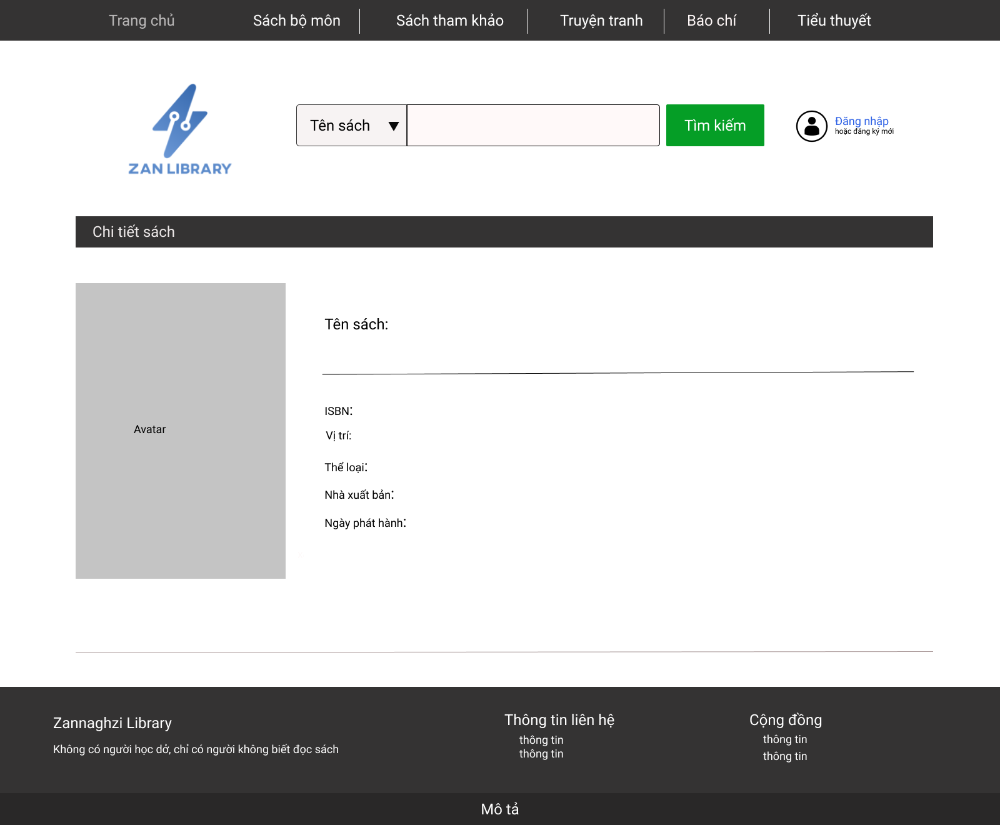 Trang chủ Sách bộ môn Sách tham khảo Truyện tranh Báo chí Tiểu thuyết
Tên sách ▼ Tìm kiếm Đăng nhập
hoặc đăng ký mới
ZAN LIBRARY
Chi tiết sách
Avatar
Tên sách:
ISBN:
Vị trí:
Thể loại:
Nhà xuất bản:
Ngày phát hành:
Zannaghzi Library
Không có người học dở, chỉ có người không biết đọc sách
Thông tin liên hệ
thông tin
thông tin
Cộng đồng
thông tin
thông tin
Mô tả